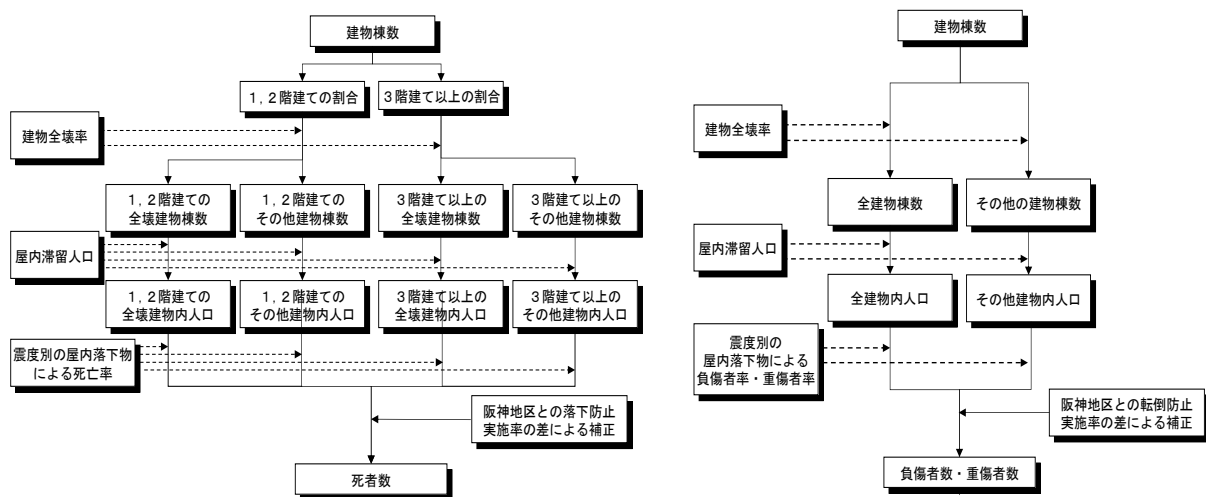 建物棟数
1，2階建ての割合
3階建て以上の割合
建物全壊率
1，2階建ての
全壊建物棟数
1，2階建ての
その他建物棟数
3階建て以上の
全壊建物棟数
3階建て以上の
その他建物棟数
屋内滞留人口
1，2階建ての
全壊建物内人口
1，2階建ての
その他建物内人口
3階建て以上の
全壊建物内人口
3階建て以上の
その他建物内人口
震度別の屋内落下物
による死亡率
阪神地区との落下防止
実施率の差による補正
死者数
建物棟数
建物全壊率
全建物棟数
その他の建物棟数
屋内滞留人口
全建物内人口
その他建物内人口
震度別の
屋内落下物による
負傷者率・重傷者率
阪神地区との転倒防止
実施率の差による補正
負傷者数・重傷者数